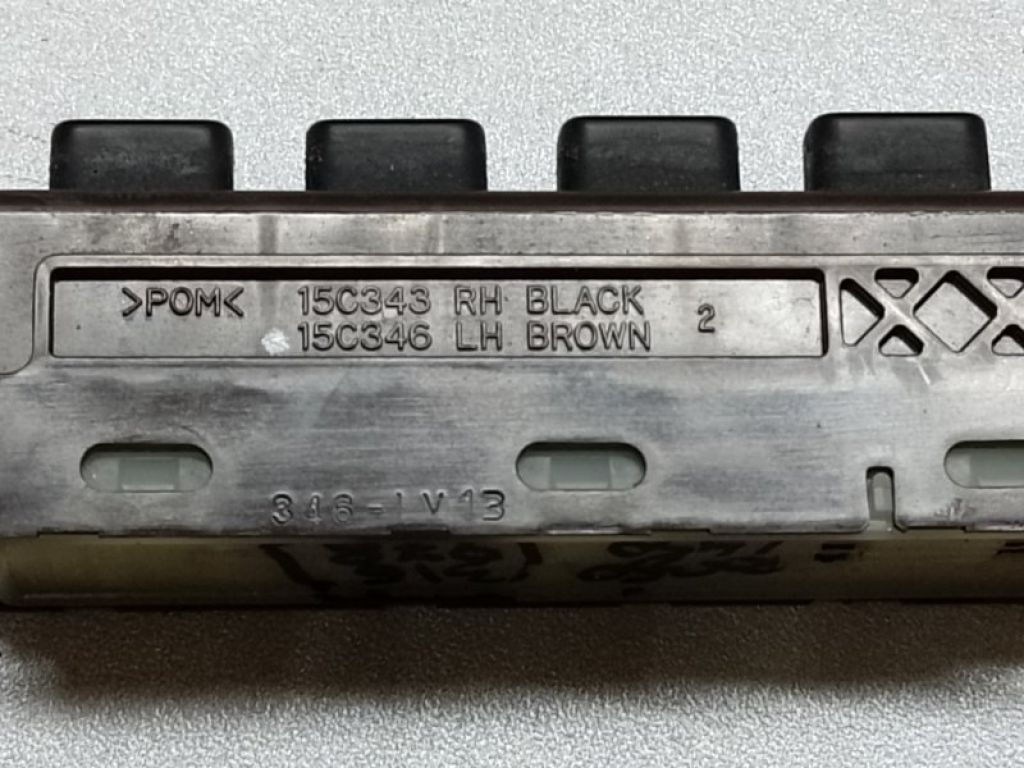 >POM< 15C343 RH BLACK
15C346 LH BROWN 2
346-1V13